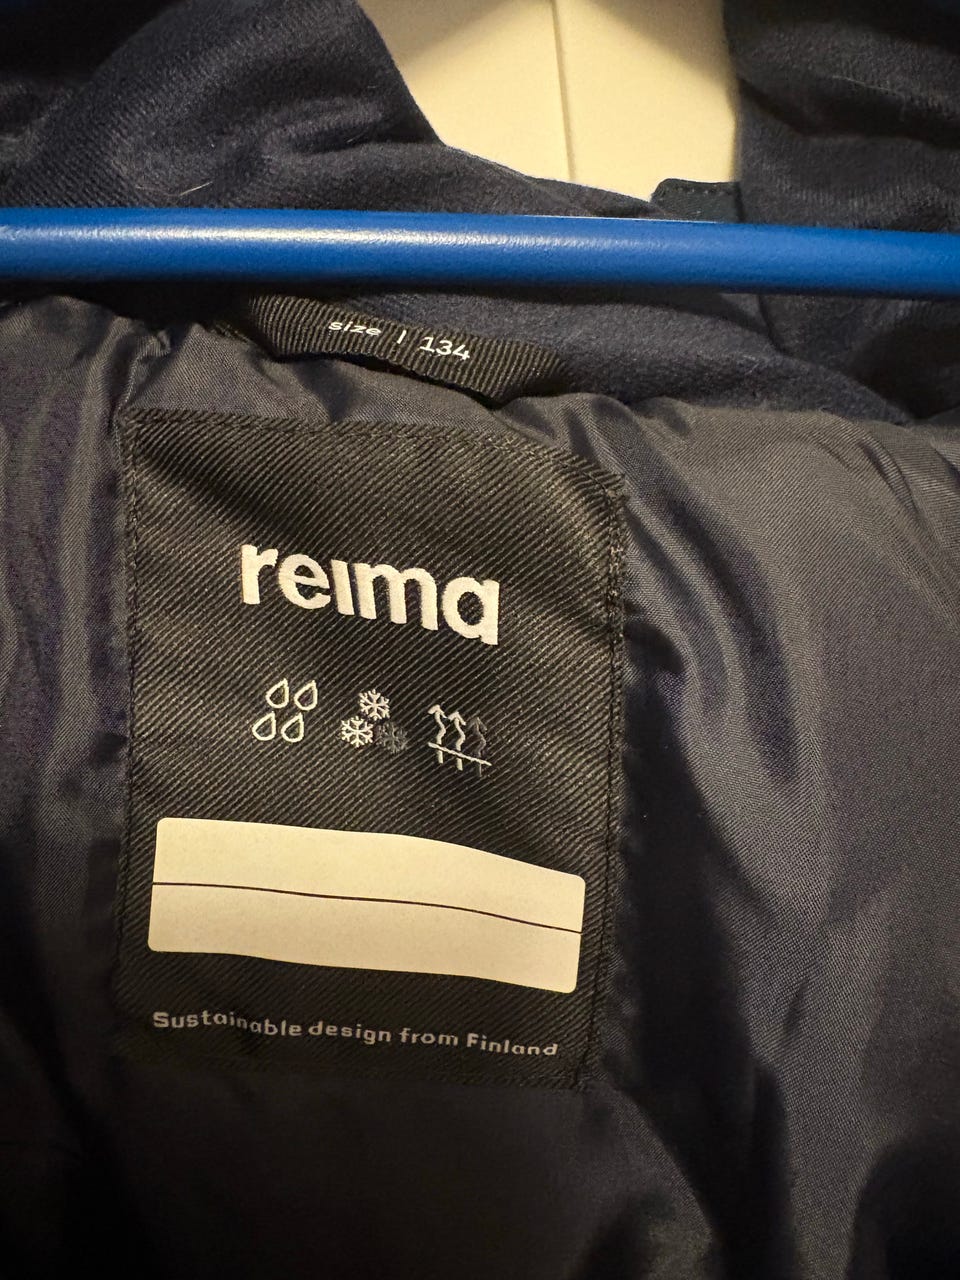 size | 134
reima
Sustainable design from Finland